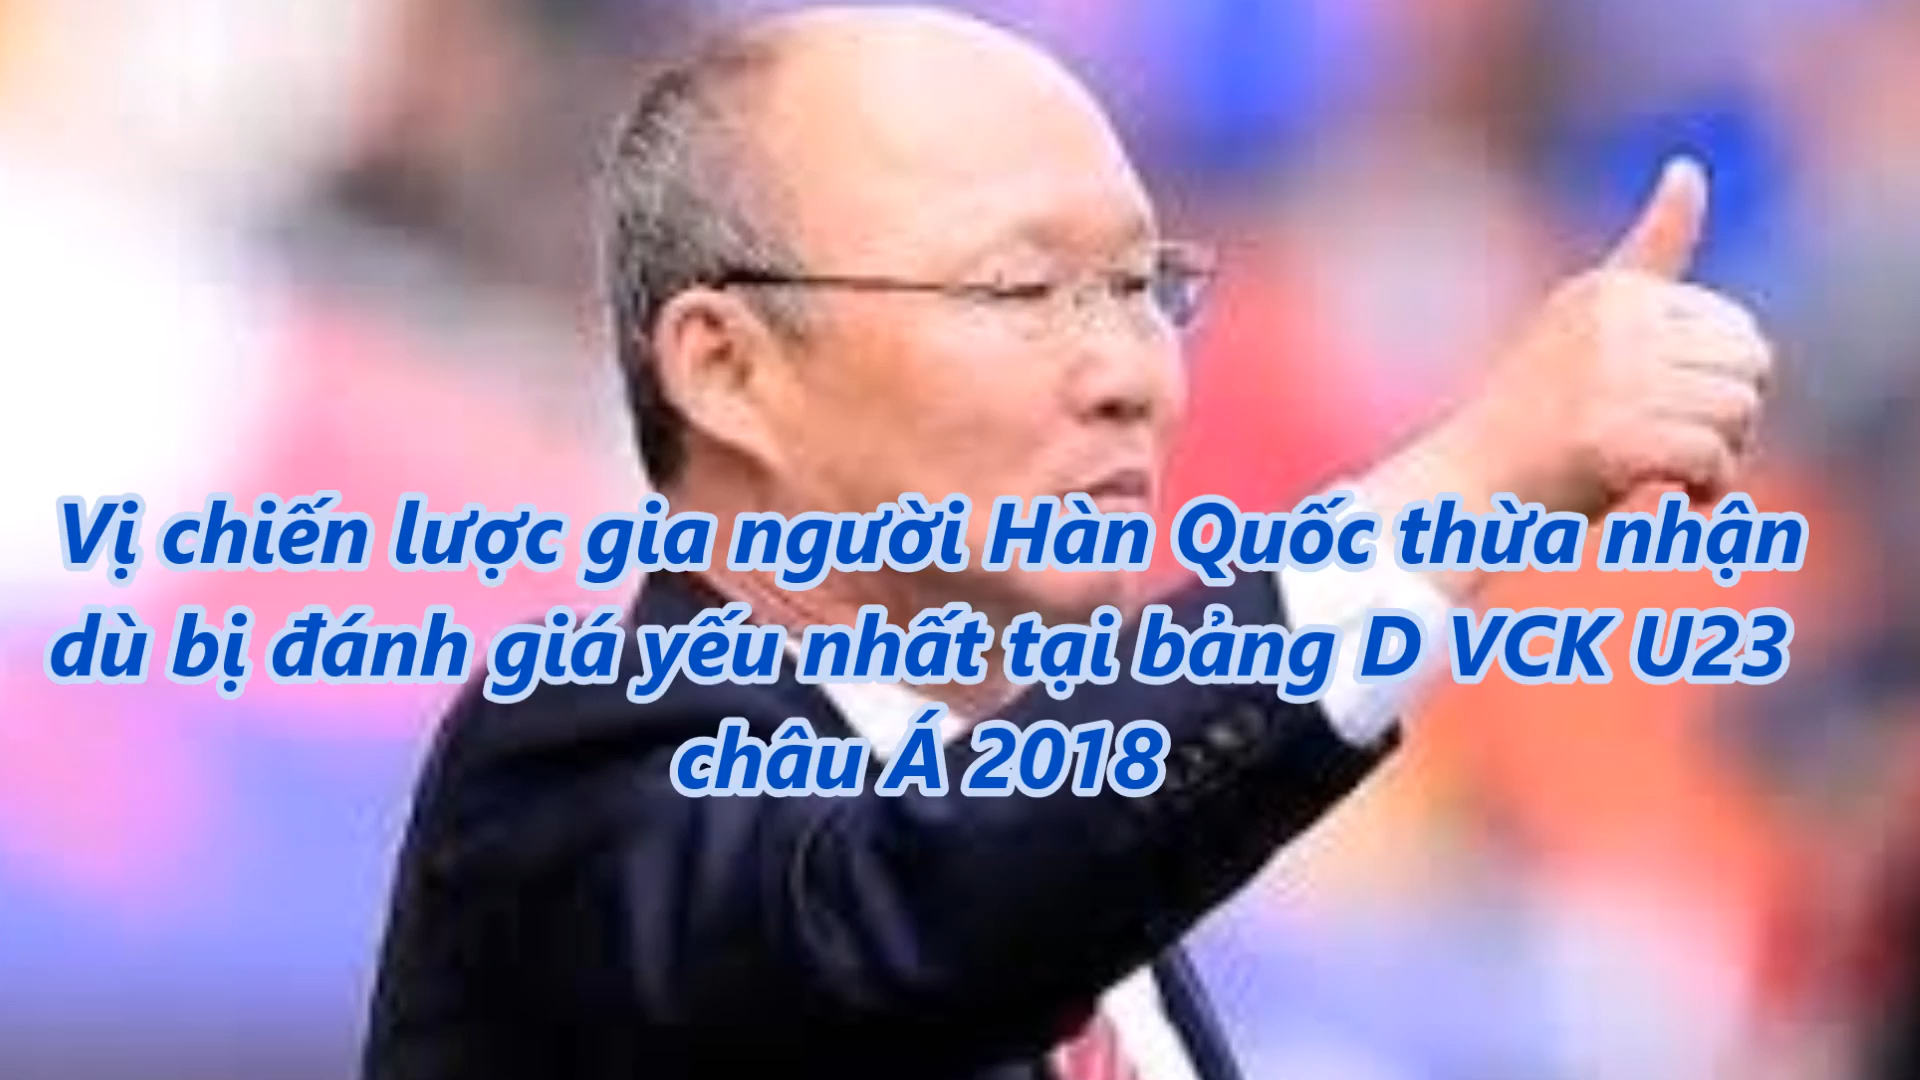 Vị chiến lược gia người Hàn Quốc thừa nhận
dù bị đánh giá yếu nhất tại bảng D VCK U23
châu Á 2018